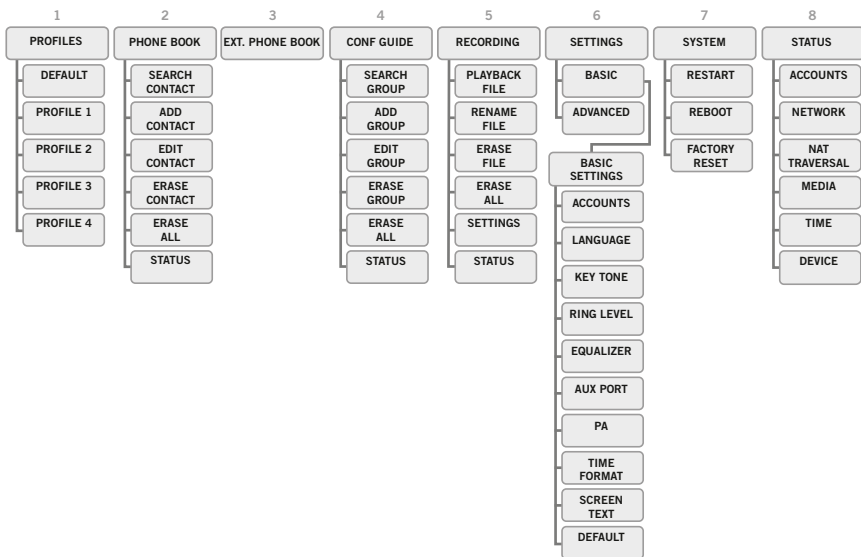 1
2
3
4
5
6
7
8
PROFILES
PHONE BOOK
EXT. PHONE BOOK
CONF GUIDE
RECORDING
SETTINGS
SYSTEM
STATUS
DEFAULT
PROFILE 1
PROFILE 2
PROFILE 3
PROFILE 4
SEARCH
CONTACT
ADD
CONTACT
EDIT
CONTACT
ERASE
CONTACT
ERASE
ALL
STATUS
SEARCH
GROUP
ADD
GROUP
EDIT
GROUP
ERASE
GROUP
ERASE
ALL
STATUS
PLAYBACK
FILE
RENAME
FILE
ERASE
FILE
ERASE
ALL
SETTINGS
STATUS
BASIC
ADVANCED
BASIC
SETTINGS
ACCOUNTS
LANGUAGE
KEY TONE
RING LEVEL
EQUALIZER
AUX PORT
PA
TIME
FORMAT
SCREEN
TEXT
DEFAULT
RESTART
REBOOT
FACTORY
RESET
ACCOUNTS
NETWORK
NAT
TRAVERSAL
MEDIA
TIME
DEVICE